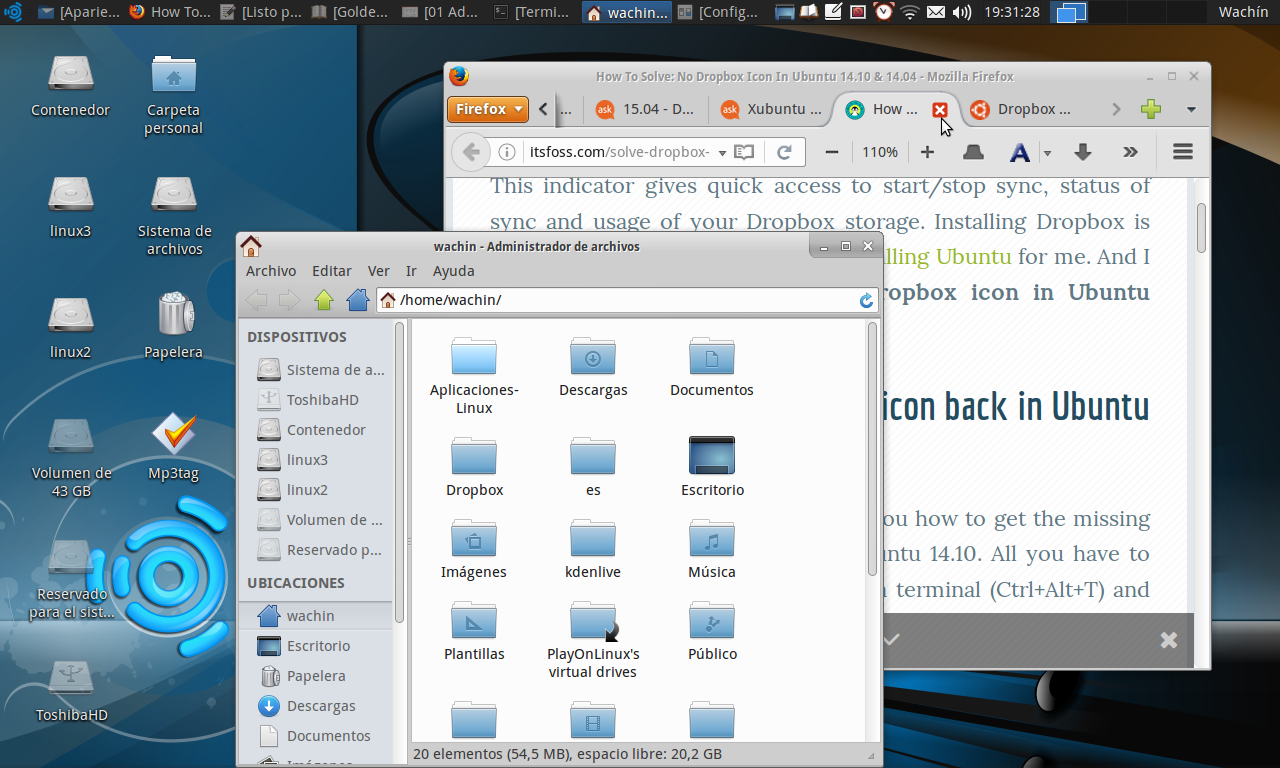 [Aparie...
How To...
[Listo p...
[Golde...
[01 Ad...
[Termi...
wachin...
[Config...
19:31:28
Wachín
Contenedor
Carpeta
personal
linux3
Sistema de
archivos
linux2
Papelera
Volumen de
43 GB
Mp3tag
Reservado
para el sist...
ToshibaHD
How To Solve: No Dropbox Icon In Ubuntu 14.10 & 14.04 - Mozilla Firefox
Firefox
...
15.04 - D...
Xubuntu ...
How ...
Dropbox ...
itsfoss.com/solve-dropbox-
110%
This indicator gives quick access to start/stop sync, status of
sync and usage of your Dropbox storage. Installing Dropbox is
lling Ubuntu for me. And I
ropbox icon in Ubuntu
icon back in Ubuntu
ou how to get the missing
untu 14.10. All you have to
terminal (Ctrl+Alt+T) and
wachin - Administrador de archivos
Archivo Editar Ver Ir Ayuda
/home/wachin/
DISPOSITIVOS
Sistema de a...
ToshibaHD
Contenedor
linux3
linux2
Volumen de ...
Reservado p...
UBICACIONES
wachin
Escritorio
Papelera
Descargas
Documentos
Imágenes
Aplicaciones-
Linux
Descargas
Documentos
Dropbox
es
Escritorio
Imágenes
kdenlive
Música
Plantillas
PlayOnLinux's
virtual drives
Público
20 elementos (54,5 MB), espacio libre: 20,2 GB